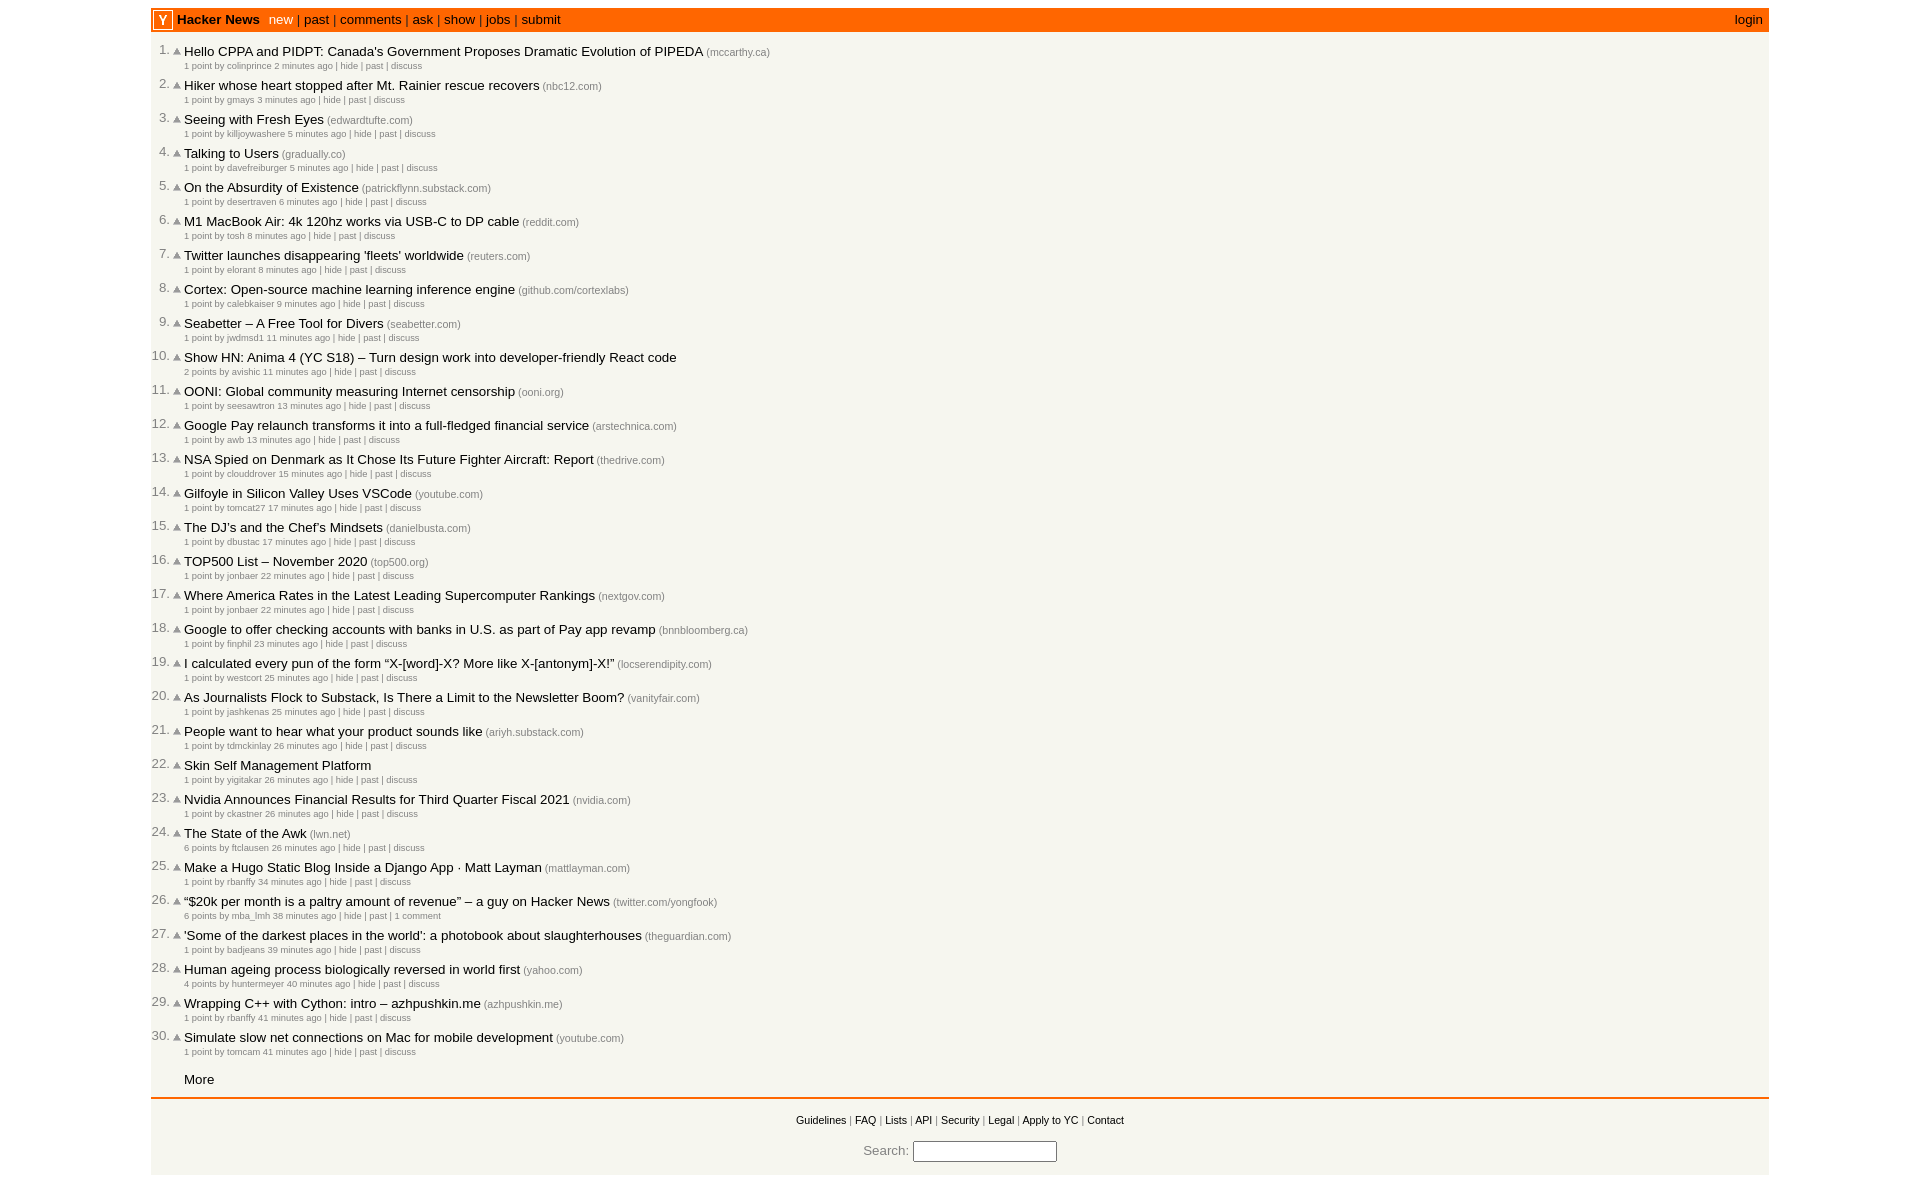 Y Hacker News new | past | comments | ask | show | jobs | submit login
1. Hello CPPA and PIDPT: Canada's Government Proposes Dramatic Evolution of PIPEDA (mccarthy.ca)
1 point by colinprince 2 minutes ago | hide | past | discuss
2. Hiker whose heart stopped after Mt. Rainier rescue recovers (nbc12.com)
1 point by gmays 3 minutes ago | hide | past | discuss
3. Seeing with Fresh Eyes (edwardtufte.com)
1 point by killjoywashere 5 minutes ago | hide | past | discuss
4. Talking to Users (gradually.co)
1 point by davefreiburger 5 minutes ago | hide | past | discuss
5. On the Absurdity of Existence (patrickflynn.substack.com)
1 point by desertraven 6 minutes ago | hide | past | discuss
6. M1 MacBook Air: 4k 120hz works via USB-C to DP cable (reddit.com)
1 point by tosh 8 minutes ago | hide | past | discuss
7. Twitter launches disappearing 'fleets' worldwide (reuters.com)
1 point by elorant 8 minutes ago | hide | past | discuss
8. Cortex: Open-source machine learning inference engine (github.com/cortexlabs)
1 point by calebkaiser 9 minutes ago | hide | past | discuss
9. Seabetter – A Free Tool for Divers (seabetter.com)
1 point by jwdmsd1 11 minutes ago | hide | past | discuss
10. Show HN: Anima 4 (YC S18) – Turn design work into developer-friendly React code
2 points by avishic 11 minutes ago | hide | past | discuss
11. OONI: Global community measuring Internet censorship (ooni.org)
1 point by seesawtron 13 minutes ago | hide | past | discuss
12. Google Pay relaunch transforms it into a full-fledged financial service (arstechnica.com)
1 point by awb 13 minutes ago | hide | past | discuss
13. NSA Spied on Denmark as It Chose Its Future Fighter Aircraft: Report (thedrive.com)
1 point by clouddrover 15 minutes ago | hide | past | discuss
14. Gilfoyle in Silicon Valley Uses VSCode (youtube.com)
1 point by tomcat27 17 minutes ago | hide | past | discuss
15. The DJ's and the Chef's Mindsets (danielbusta.com)
1 point by dbustac 17 minutes ago | hide | past | discuss
16. TOP500 List – November 2020 (top500.org)
1 point by jonbaer 22 minutes ago | hide | past | discuss
17. Where America Rates in the Latest Leading Supercomputer Rankings (nextgov.com)
1 point by jonbaer 22 minutes ago | hide | past | discuss
18. Google to offer checking accounts with banks in U.S. as part of Pay app revamp (bnnbloomberg.ca)
1 point by finphil 23 minutes ago | hide | past | discuss
19. I calculated every pun of the form “X-[word]-X? More like X-[antonym]-X!” (locserendipity.com)
1 point by westcort 25 minutes ago | hide | past | discuss
20. As Journalists Flock to Substack, Is There a Limit to the Newsletter Boom? (vanityfair.com)
1 point by jashkenas 25 minutes ago | hide | past | discuss
21. People want to hear what your product sounds like (ariyh.substack.com)
1 point by tdmckinlay 26 minutes ago | hide | past | discuss
22. Skin Self Management Platform
1 point by yigitakar 26 minutes ago | hide | past | discuss
23. Nvidia Announces Financial Results for Third Quarter Fiscal 2021 (nvidia.com)
1 point by ckastner 26 minutes ago | hide | past | discuss
24. The State of the Awk (lwn.net)
6 points by ftclausen 26 minutes ago | hide | past | discuss
25. Make a Hugo Static Blog Inside a Django App · Matt Layman (mattlayman.com)
1 point by rbanffy 34 minutes ago | hide | past | discuss
26. “$20k per month is a paltry amount of revenue” – a guy on Hacker News (twitter.com/yongfook)
6 points by mba_lmh 38 minutes ago | hide | past | 1 comment
27. 'Some of the darkest places in the world': a photobook about slaughterhouses (theguardian.com)
1 point by badjeans 39 minutes ago | hide | past | discuss
28. Human ageing process biologically reversed in world first (yahoo.com)
4 points by huntermeyer 40 minutes ago | hide | past | discuss
29. Wrapping C++ with Cython: intro – azhpushkin.me (azhpushkin.me)
1 point by rbanffy 41 minutes ago | hide | past | discuss
30. Simulate slow net connections on Mac for mobile development (youtube.com)
1 point by tomcam 41 minutes ago | hide | past | discuss
More
Guidelines | FAQ | Lists | API | Security | Legal | Apply to YC | Contact
Search: